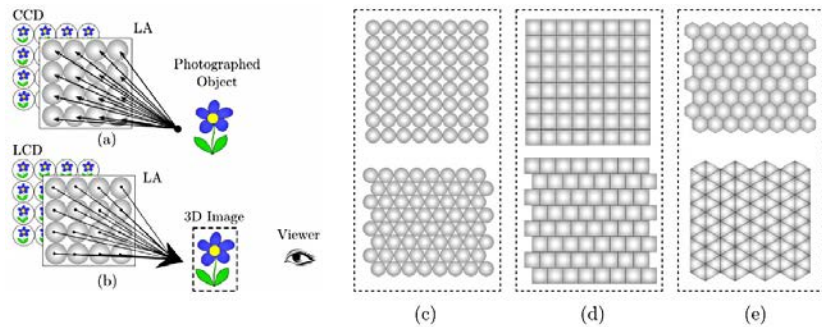 CCD
LA
Photographed
Object
(a)
LCD
LA
3D Image
Viewer
(b)
(c)
(d)
(e)